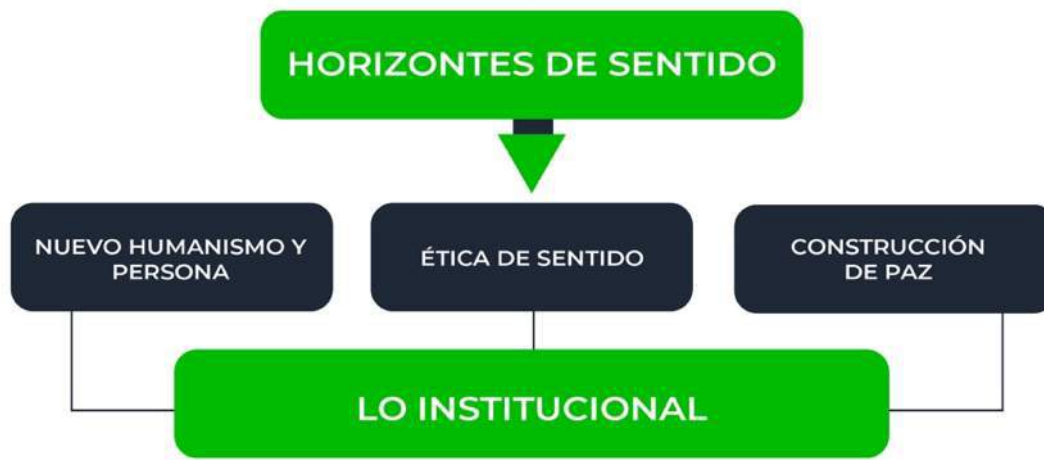 HORIZONTES DE SENTIDO
NUEVO HUMANISMO Y
PERSONA
ÉTICA DE SENTIDO
CONSTRUCCIÓN
DE PAZ
LO INSTITUCIONAL